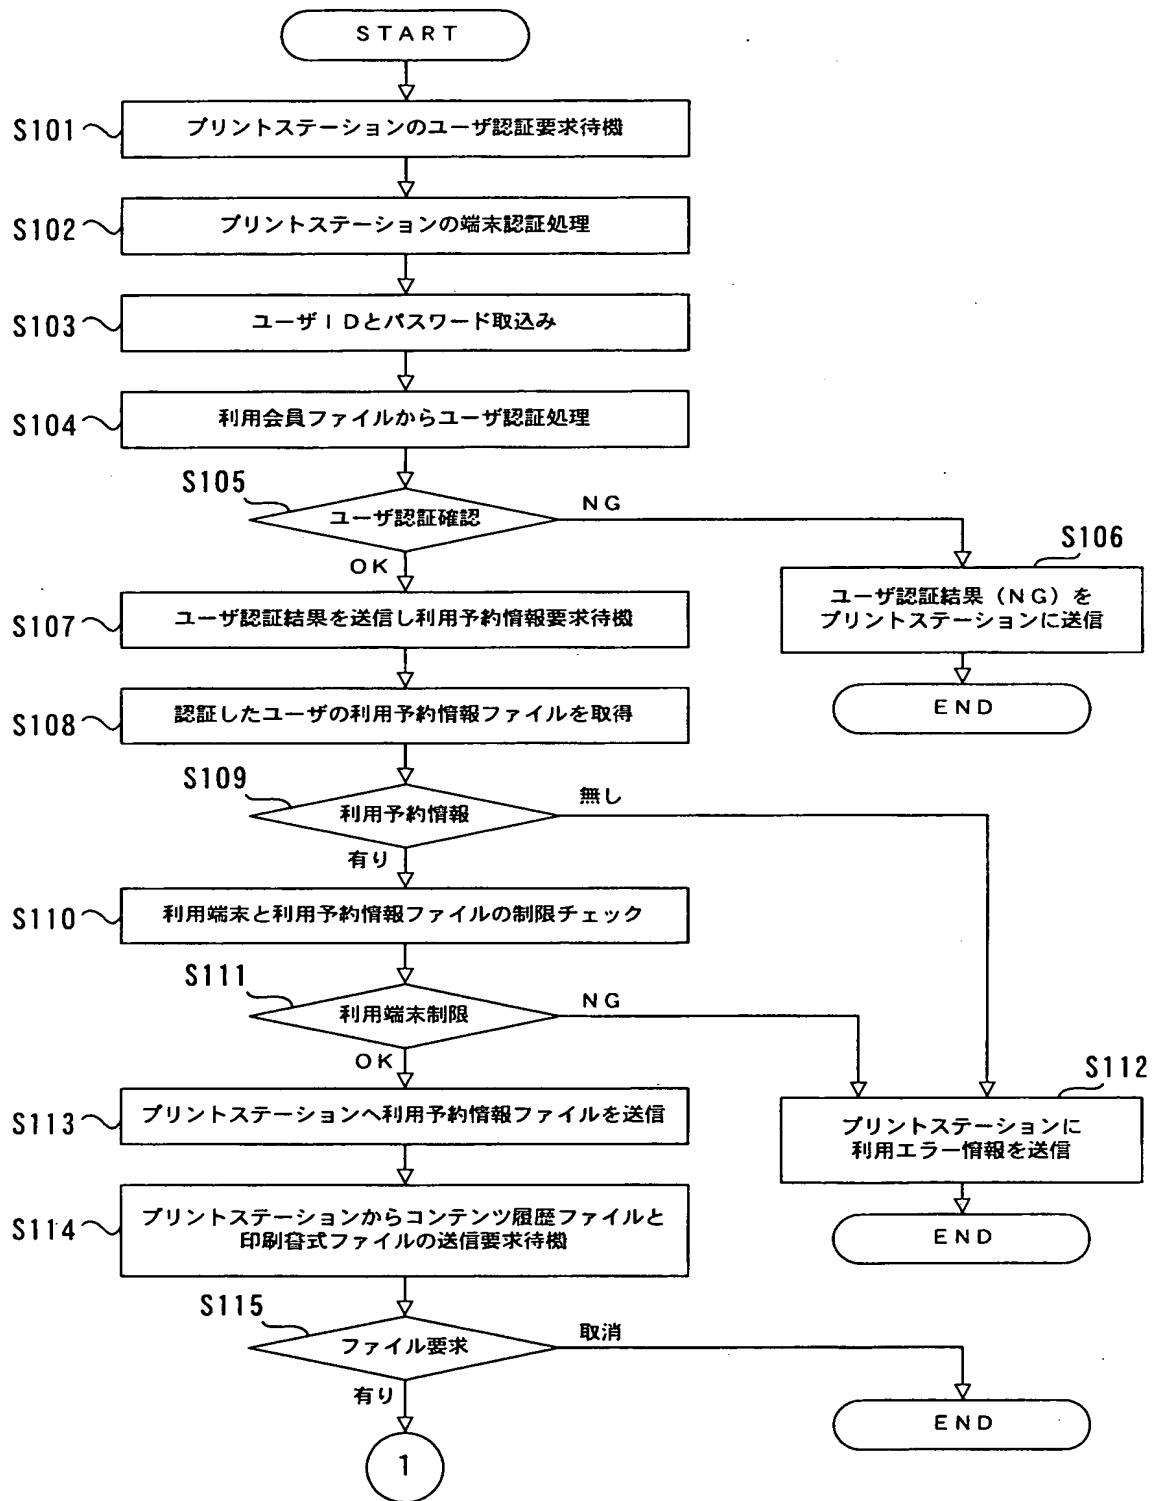 START
S101
プリントステーションのユーザ認証要求待機
S102
プリントステーションの端末認証処理
S103
ユーザIDとパスワード取込み
S104
利用会員ファイルからユーザ認証処理
S105
ユーザ認証確認
NG
OK
S106
ユーザ認証結果(NG)を
プリントステーションに送信
END
S107
ユーザ認証結果を送信し利用予約情報要求待機
S108
認証したユーザの利用予約情報ファイルを取得
S109
利用予約情報
無し
有り
S110
利用端末と利用予約情報ファイルの制限チェック
S111
利用端末制限
NG
OK
S112
プリントステーションに
利用エラー情報を送信
END
S113
プリントステーションへ利用予約情報ファイルを送信
S114
プリントステーションからコンテンツ履歴ファイルと
印刷書式ファイルの送信要求待機
S115
ファイル要求
取消
有り
END
1